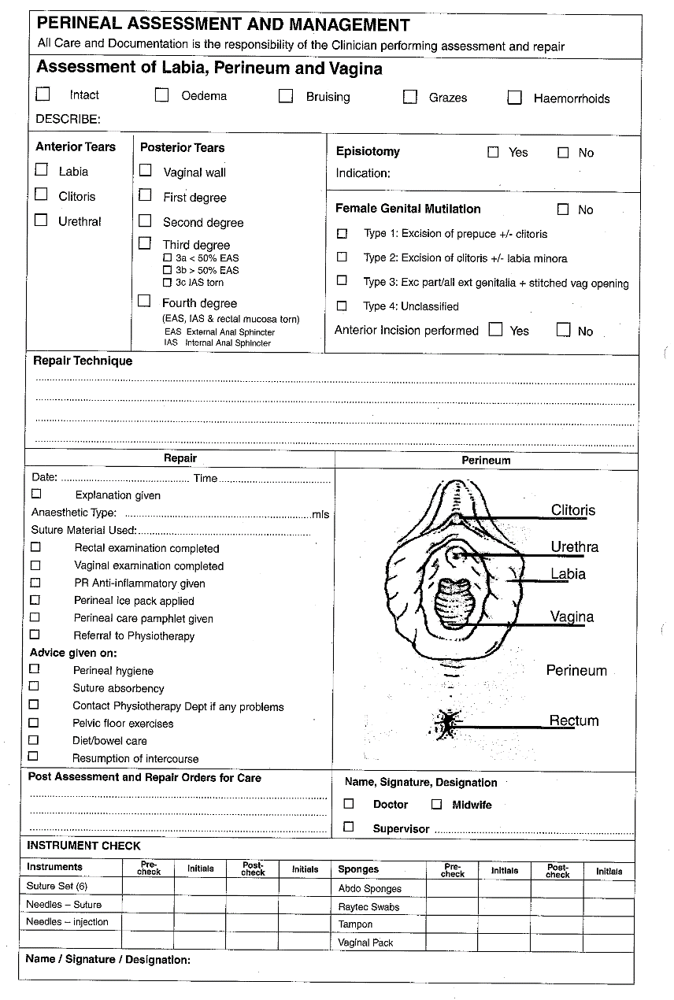 PERINEAL ASSESSMENT AND MANAGEMENT
All Care and Documentation is the responsibility of the Clinician performing assessment and repair
Assessment of Labia, Perineum and Vagina
Intact Oedema Bruising Grazes Haemorrhoids
DESCRIBE:
Anterior Tears
Labia
Clitoris
Urethral
Posterior Tears
Vaginal wall
First degree
Second degree
Third degree
3a < 50% EAS
3b > 50% EAS
3c IAS torn
Fourth degree
(EAS, IAS & rectal mucosa torn)
EAS External Anal Sphincter
IAS Internal Anal Sphincter
Episiotomy Yes No
Indication:
Female Genital Mutilation No
Type 1: Excision of prepuce +/- clitoris
Type 2: Excision of clitoris +/- labia minora
Type 3: Exc part/all ext genitalia + stitched vag opening
Type 4: Unclassified
Anterior Incision performed Yes No
Repair Technique
Repair
Date: Time
Explanation given
Anaesthetic Type: mls
Suture Material Used:
Rectal examination completed
Vaginal examination completed
PR Anti-inflammatory given
Perineal ice pack applied
Perineal care pamphlet given
Referral to Physiotherapy
Advice given on:
Perineal hygiene
Suture absorbency
Contact Physiotherapy Dept if any problems
Pelvic floor exercises
Diet/bowel care
Resumption of intercourse
Perineum
Clitoris
Urethra
Labia
Vagina
Perineum
Rectum
Post Assessment and Repair Orders for Care
Name, Signature, Designation
Doctor Midwife
Supervisor
INSTRUMENT CHECK
Instruments Pre-check Initials Post-check Initials Sponges Pre-check Initials Post-check Initials
Suture Set (6) Abdo Sponges
Needles – Suture Raytec Swabs
Needles – injection Tampon
Vaginal Pack
Name / Signature / Designation: